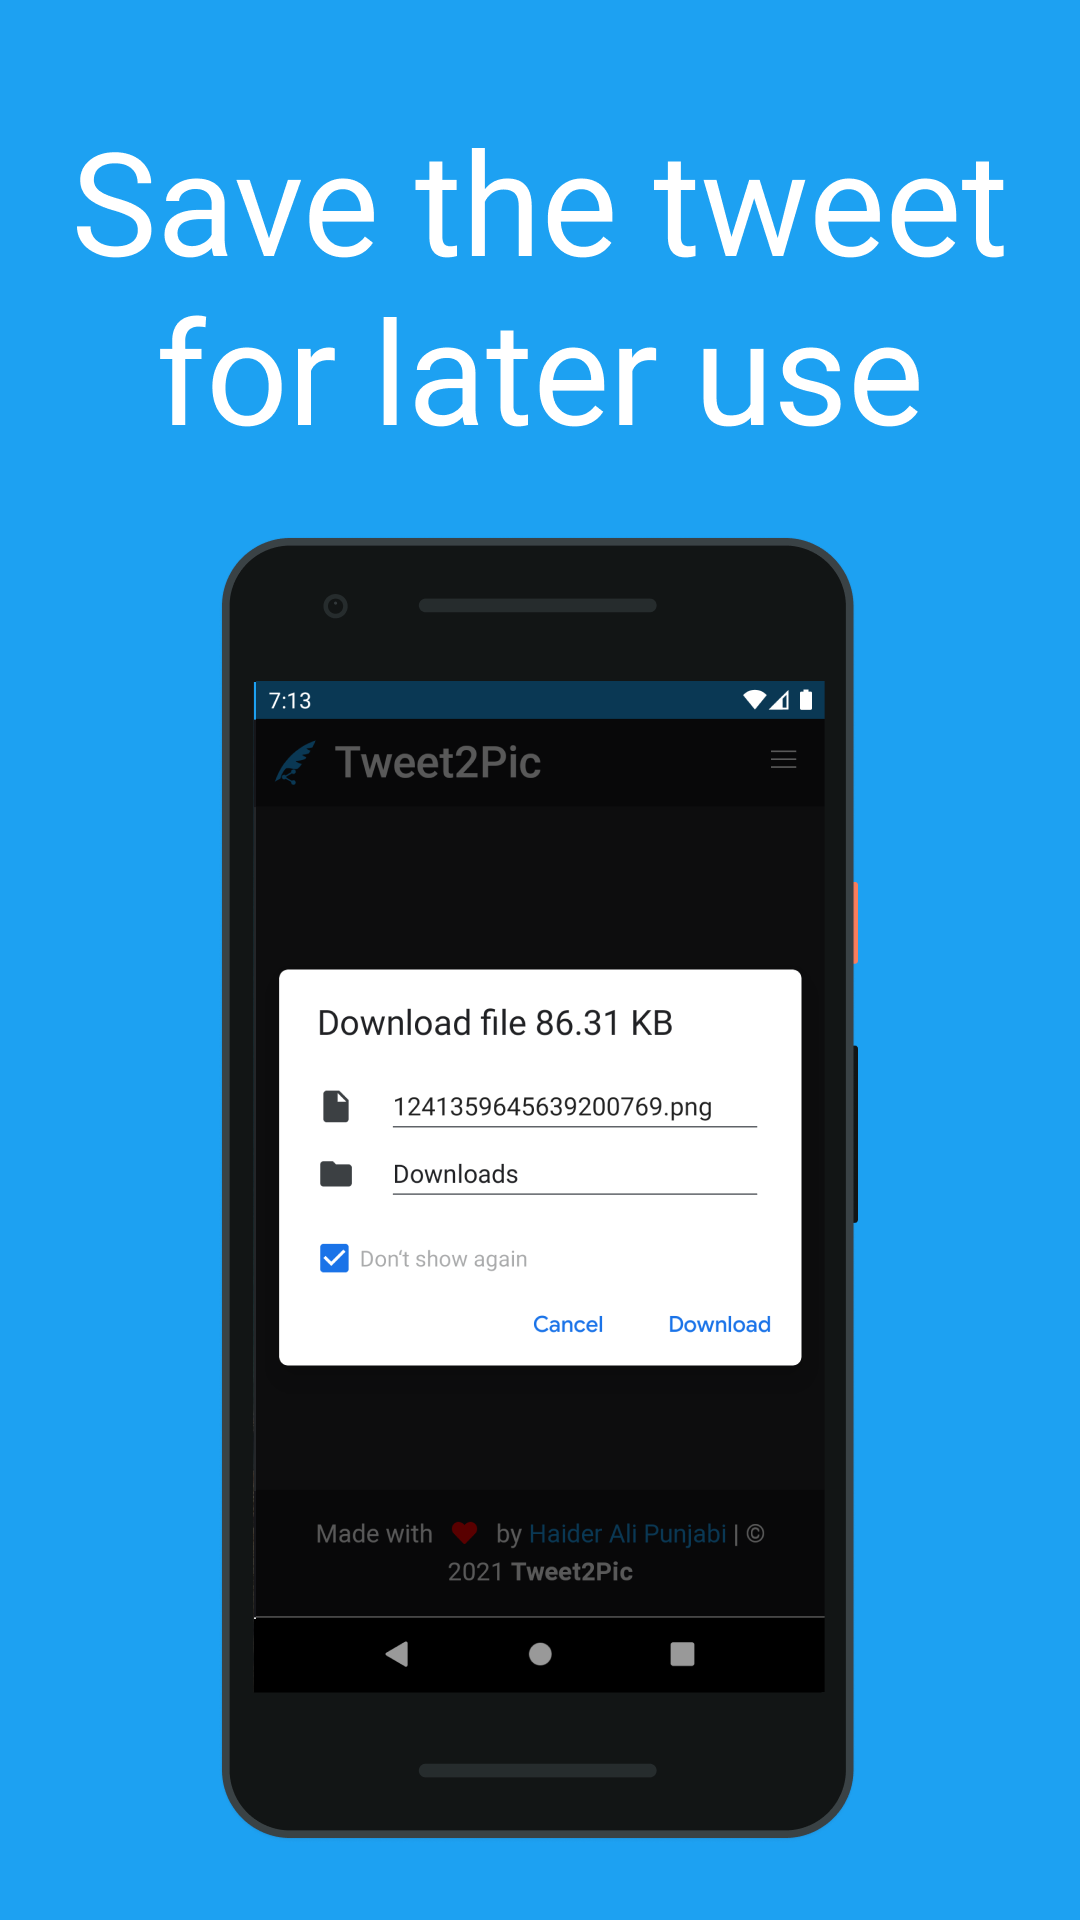 Save the tweet
for later use
7:13
Tweet2Pic
Download file 86.31 KB
1241359645639200769.png
Downloads
Don't show again
Cancel Download
Made with ❤ by Haider Ali Punjabi | ©
2021 Tweet2Pic